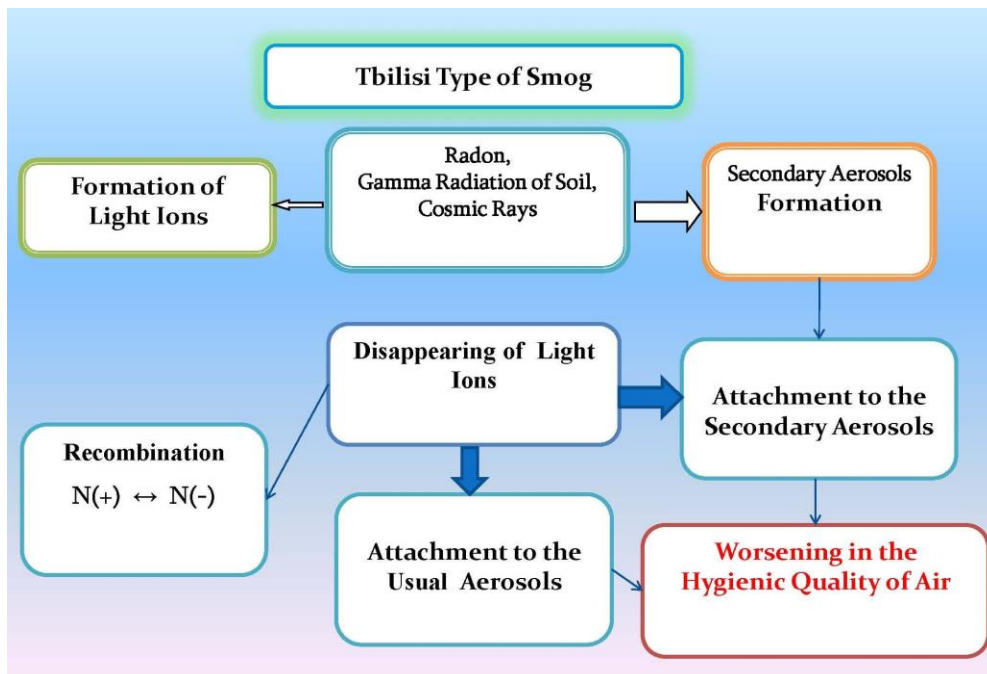 Tbilisi Type of Smog
Formation of
Light Ions
Radon,
Gamma Radiation of Soil,
Cosmic Rays
Secondary Aerosols
Formation
Disappearing of Light
Ions
Attachment to the
Secondary Aerosols
Recombination
N(+) ↔ N(-)
Attachment to the
Usual Aerosols
Worsening in the
Hygienic Quality of Air